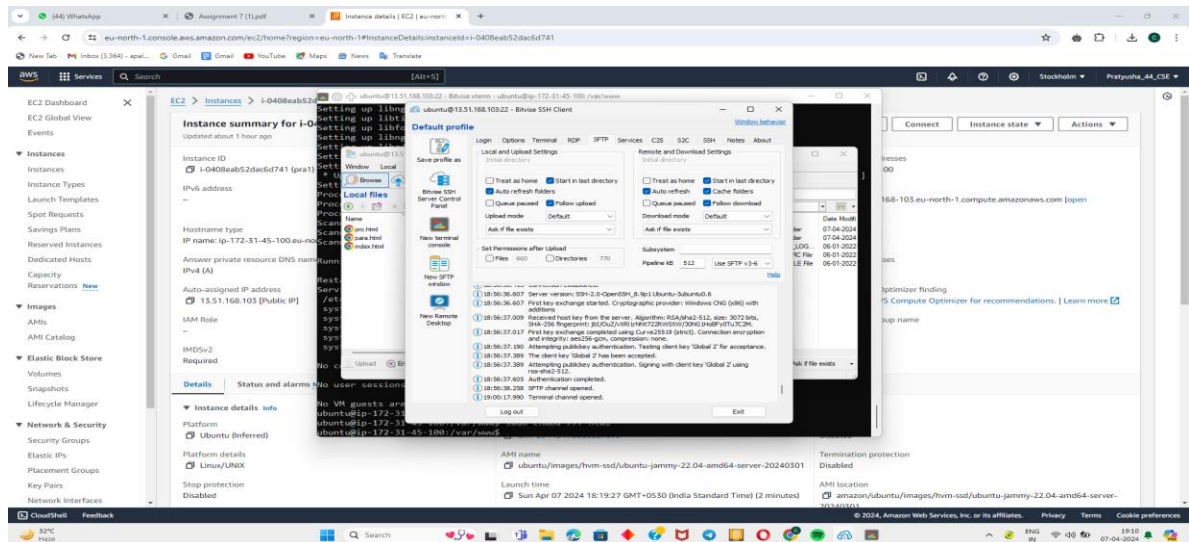 (44) WhatsApp
Assignment 7 (1).pdf
Instance details | EC2 | eu-nort
eu-north-1.console.aws.amazon.com/ec2/home?region=eu-north-1#InstanceDetails:instanceId=i-0408eab52dac6d741
New Tab
Gmail
YouTube
Maps
News
Translate
aws
Services
Search
[Alt+S]
Stockholm
Pratyusha_44_CSE
EC2 Dashboard
EC2 Global View
Events
Instances
Instances
Instance Types
Launch Templates
Spot Requests
Savings Plans
Reserved Instances
Dedicated Hosts
Capacity
Reservations New
Images
AMIs
AMI Catalog
Elastic Block Store
Volumes
Snapshots
Lifecycle Manager
Network & Security
Security Groups
Elastic IPs
Placement Groups
Key Pairs
Network Interfaces
EC2 > Instances > i-0408eab52d
Instance summary for i-0
Updated about 1 hour ago
Connect
Instance state
Actions
Instance ID
i-0408eab52dac6d741 (pra1)
IPv6 address
–
Hostname type
IP name: ip-172-31-45-100.eu-no
Answer private resource DNS nam
IPv4 (A)
Auto-assigned IP address
13.51.168.103 [Public IP]
IAM Role
–
IMDSv2
Required
Details
Status and alarms
Instance details Info
Platform
Ubuntu (Inferred)
Platform details
Linux/UNIX
Stop protection
Disabled
AMI name
ubuntu/images/hvm-ssd/ubuntu-jammy-22.04-amd64-server-20240301
Launch time
Sun Apr 07 2024 18:19:27 GMT+0530 (India Standard Time) (2 minutes)
Termination protection
Disabled
AMI location
amazon/ubuntu/images/hvm-ssd/ubuntu-jammy-22.04-amd64-server-
20240301
168-103.eu-north-1.compute.amazonaws.com |open
S Compute Optimizer for recommendations. | Learn more
ubuntu@13.51.168.103:22 - Bitvise xterm - ubuntu@ip-172-31-45-100: /var/www
No user sessions
No VM guests are
ubuntu@ip-172-31
ubuntu@ip-172-31-45-100:/var/www$
Window Local
Browse
Local files
Name
pro.html
para.html
index.html
Date Modifi
07-04-2024
07-04-2024
06-01-2022
06-01-2022
06-01-2022
Upload
ubuntu@13.51.168.103:22 - Bitvise SSH Client
Default profile
Window behavior
Save profile as
Bitvise SSH
Server Control
Panel
New terminal
console
New SFTP
window
New Remote
Desktop
Login Options Terminal RDP SFTP Services C2S S2C SSH Notes About
Local and Upload Settings
Initial directory
Treat as home
Start in last directory
Auto refresh folders
Queue paused
Follow upload
Upload mode
Default
Ask if file exists
Remote and Download Settings
Initial directory
Treat as home
Start in last directory
Auto refresh
Cache folders
Queue paused
Follow download
Download mode
Default
Ask if file exists
Set Permissions after Upload
Files 660
Directories 770
Subsystem
Pipeline kB 512
Use SFTP v3-6
Help
18:56:36.607 Server version: SSH-2.0-OpenSSH_8.9p1 Ubuntu-3ubuntu0.6
18:56:36.607 First key exchange started. Cryptographic provider: Windows CNG (x86) with
additions
18:56:37.009 Received host key from the server. Algorithm: RSA/sha2-512, size: 3072 bits,
18:56:37.017 First key exchange completed using Curve25519 (strict). Connection encryption
and integrity: aes256-gcm, compression: none.
18:56:37.190 Attempting publickey authentication. Testing client key 'Global 2' for acceptance.
18:56:37.389 The client key 'Global 2' has been accepted.
18:56:37.389 Attempting publickey authentication. Signing with client key 'Global 2' using
rsa-sha2-512.
18:56:37.605 Authentication completed.
18:56:38.258 SFTP channel opened.
19:00:17.990 Terminal channel opened.
Log out
Exit
CloudShell
Feedback
© 2024, Amazon Web Services, Inc. or its affiliates.
Privacy
Terms
Cookie preferences
32°C
Haze
Search
ENG
IN
19:10
07-04-2024